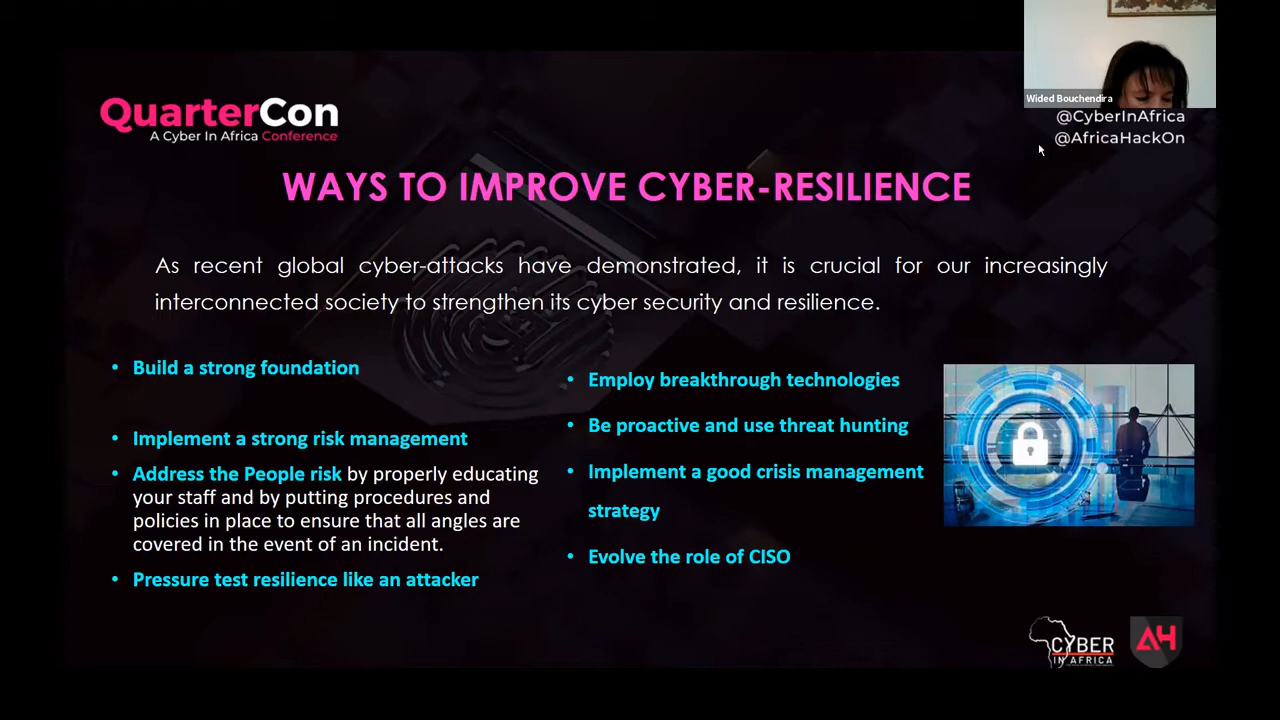 Wided Bouchendira
QuarterCon
A Cyber In Africa Conference
@CyberInAfrica
@AfricaHackOn
WAYS TO IMPROVE CYBER-RESILIENCE
As recent global cyber-attacks have demonstrated, it is crucial for our increasingly
interconnected society to strengthen its cyber security and resilience.
• Build a strong foundation
• Implement a strong risk management
• Address the People risk by properly educating
your staff and by putting procedures and
policies in place to ensure that all angles are
covered in the event of an incident.
• Pressure test resilience like an attacker
• Employ breakthrough technologies
• Be proactive and use threat hunting
• Implement a good crisis management
strategy
• Evolve the role of CISO
CYBER
IN AFRICA
AH